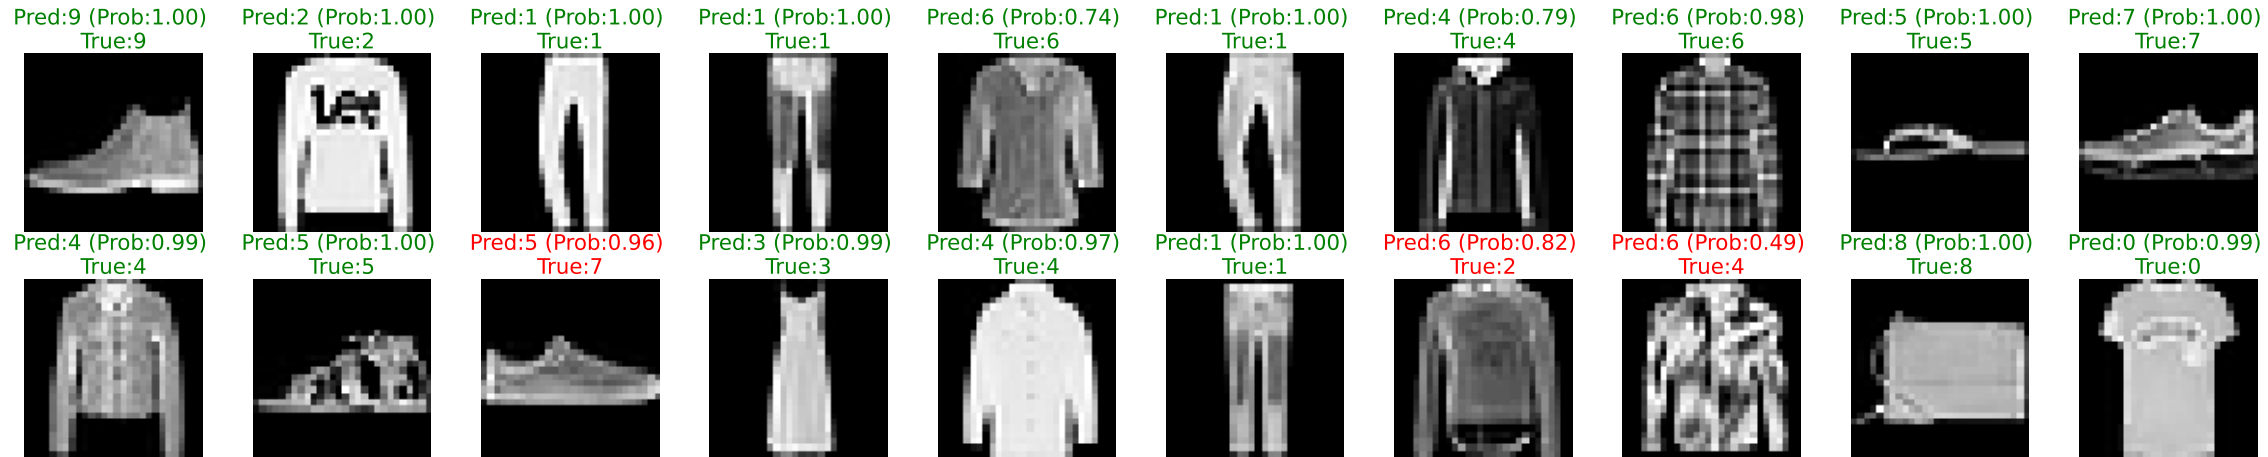 Pred:9 (Prob:1.00)
True:9
Pred:2 (Prob:1.00)
True:2
Pred:1 (Prob:1.00)
True:1
Pred:1 (Prob:1.00)
True:1
Pred:6 (Prob:0.74)
True:6
Pred:1 (Prob:1.00)
True:1
Pred:4 (Prob:0.79)
True:4
Pred:6 (Prob:0.98)
True:6
Pred:5 (Prob:1.00)
True:5
Pred:7 (Prob:1.00)
True:7
Lee
Pred:4 (Prob:0.99)
True:4
Pred:5 (Prob:1.00)
True:5
Pred:5 (Prob:0.96)
True:7
Pred:3 (Prob:0.99)
True:3
Pred:4 (Prob:0.97)
True:4
Pred:1 (Prob:1.00)
True:1
Pred:6 (Prob:0.82)
True:2
Pred:6 (Prob:0.49)
True:4
Pred:8 (Prob:1.00)
True:8
Pred:0 (Prob:0.99)
True:0